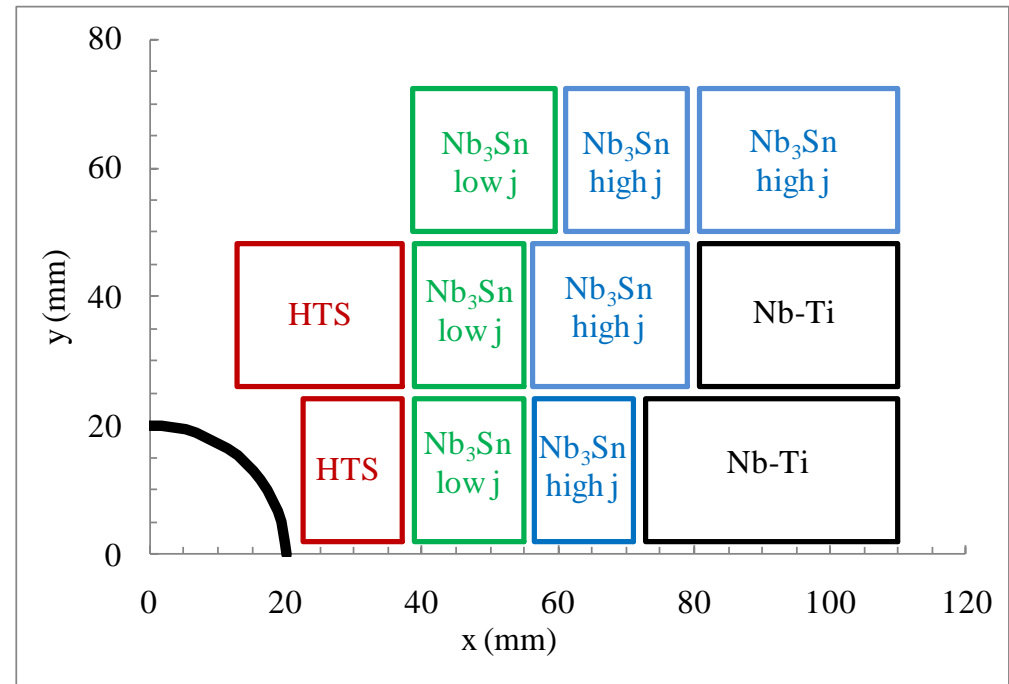 80
60
40
20
0
y (mm)
Nb₃Sn
low j
Nb₃Sn
high j
Nb₃Sn
high j
HTS
Nb₃Sn
low j
Nb₃Sn
high j
Nb-Ti
HTS
Nb₃Sn
low j
Nb₃Sn
high j
Nb-Ti
0 20 40 60 80 100 120
x (mm)